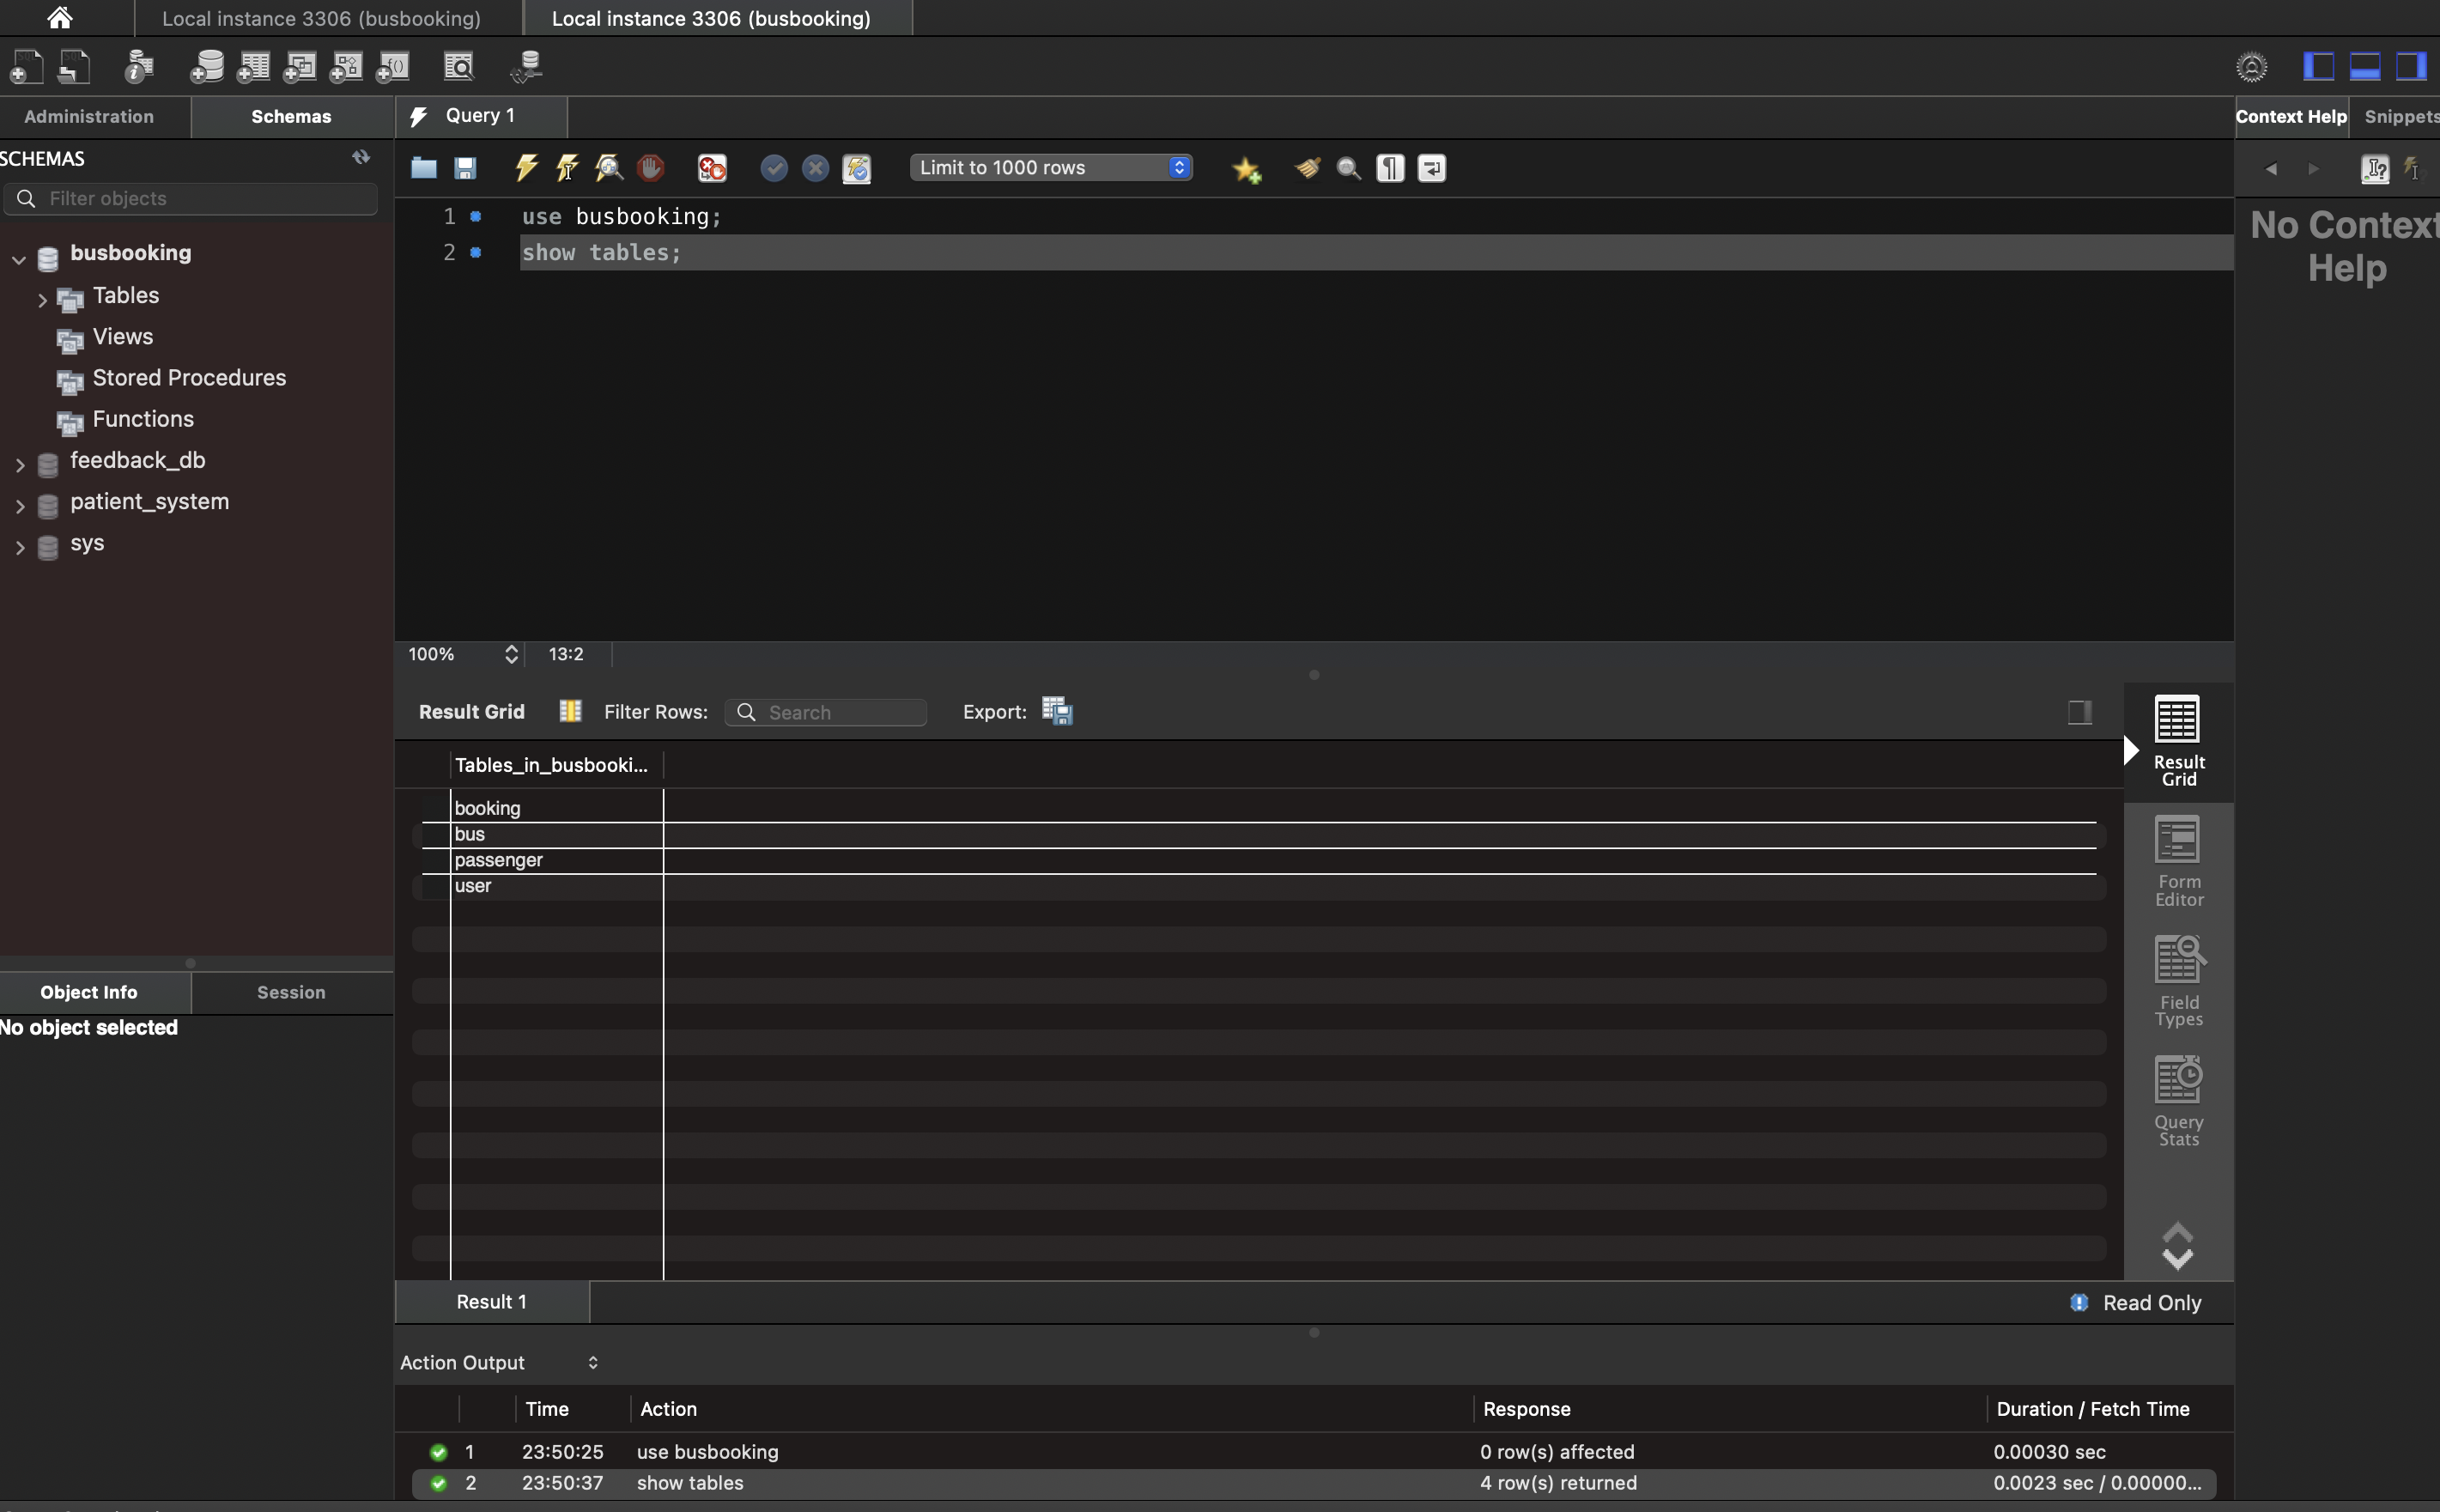 Local instance 3306 (busbooking)
Local instance 3306 (busbooking)
Administration
Schemas
Query 1
Context Help
Snippets
SCHEMAS
Filter objects
Limit to 1000 rows
busbooking
Tables
Views
Stored Procedures
Functions
feedback_db
patient_system
sys
1 use busbooking;
2 show tables;
No Context
Help
100%
13:2
Result Grid
Filter Rows:
Search
Export:
Tables_in_busbooki...
booking
bus
passenger
user
Result
Grid
Form
Editor
Field
Types
Query
Stats
Object Info
Session
No object selected
Result 1
Read Only
Action Output
Time Action Response Duration / Fetch Time
1 23:50:25 use busbooking 0 row(s) affected 0.00030 sec
2 23:50:37 show tables 4 row(s) returned 0.0023 sec / 0.00000...